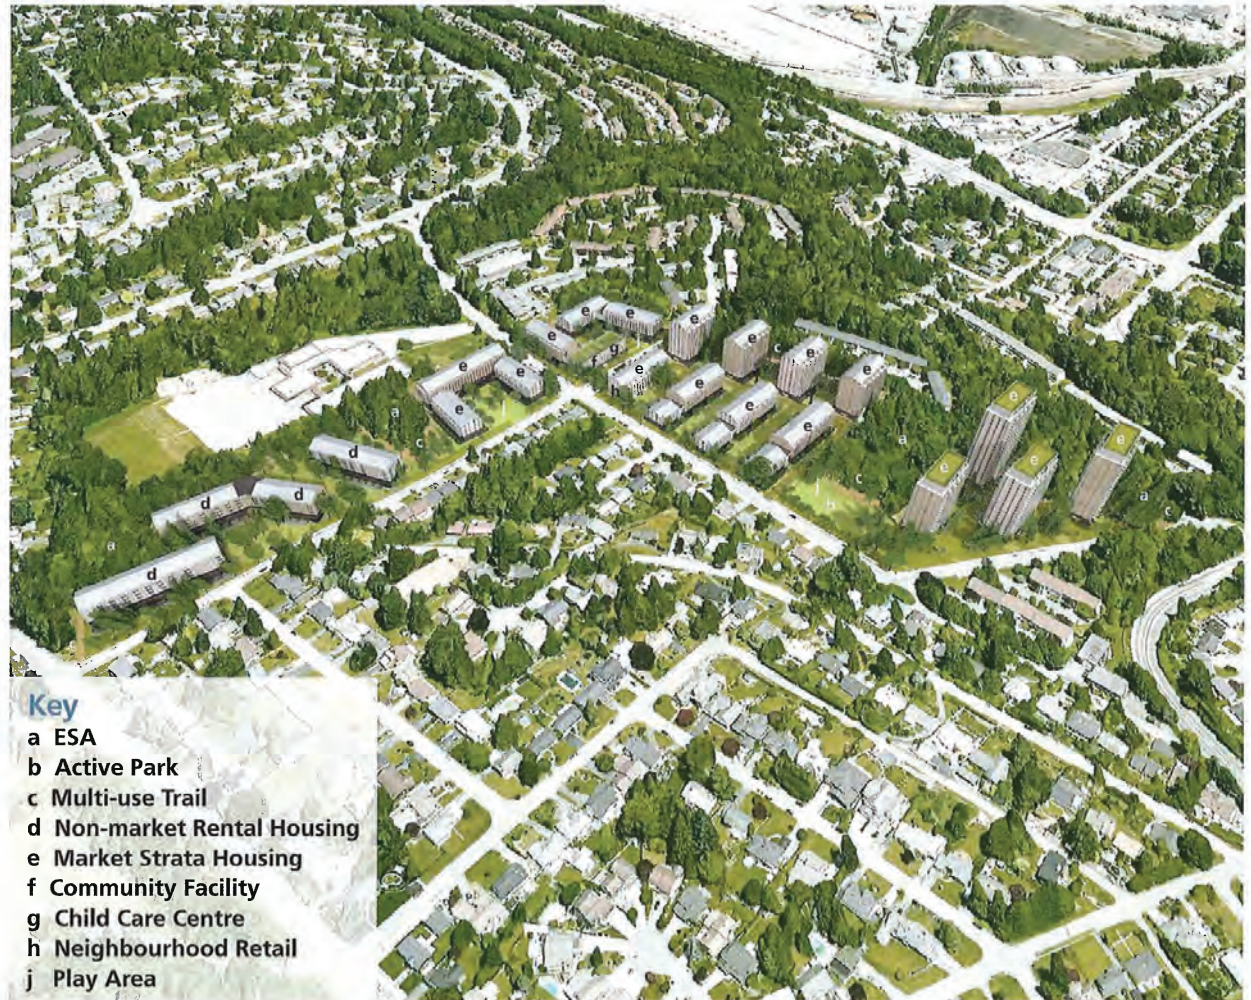 e
e
e
e
e
c
e
f
g
e
e
e
e
e
e
e
e
e
a
j
e
e
a
c
e
e
d
j
c
b
a
d
d
c
a
d
Key
a ESA
b Active Park
c Multi-use Trail
d Non-market Rental Housing
e Market Strata Housing
f Community Facility
g Child Care Centre
h Neighbourhood Retail
j Play Area